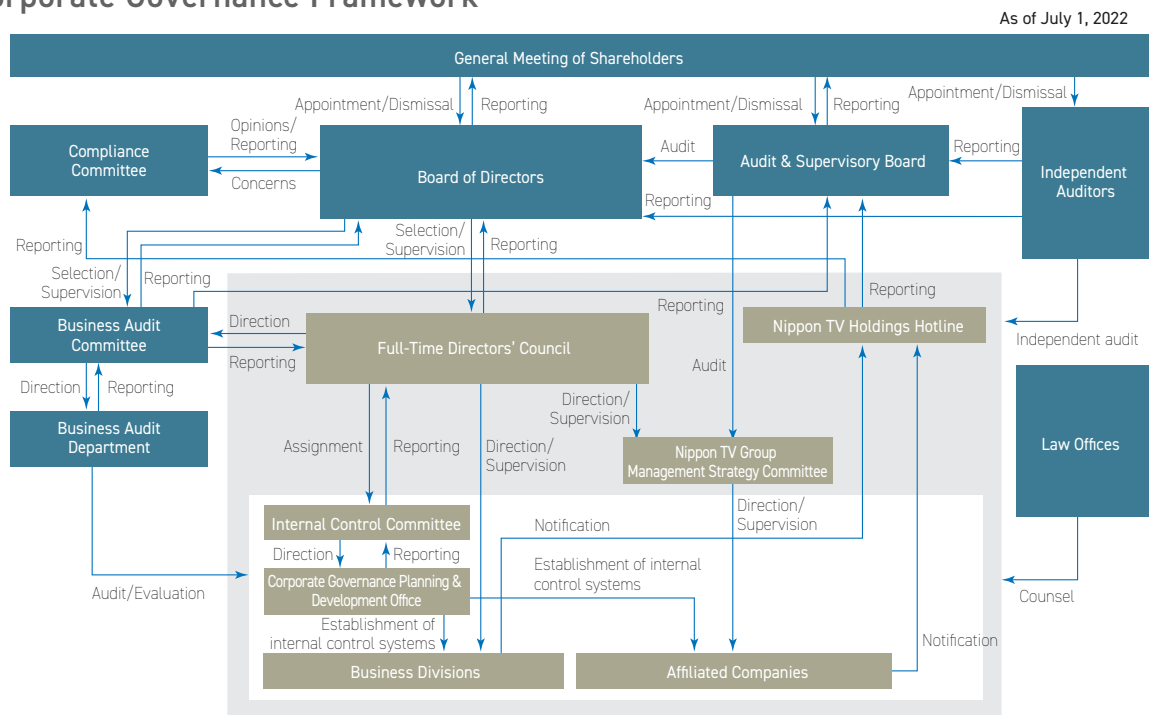 Corporate Governance Framework
As of July 1, 2022
General Meeting of Shareholders
Appointment/Dismissal
Reporting
Appointment/Dismissal
Reporting
Appointment/Dismissal
Compliance
Committee
Opinions/
Reporting
Concerns
Board of Directors
Audit
Audit & Supervisory Board
Reporting
Independent
Auditors
Reporting
Reporting
Selection/
Supervision
Reporting
Selection/
Supervision
Reporting
Reporting
Reporting
Business Audit
Committee
Direction
Reporting
Full-Time Directors' Council
Nippon TV Holdings Hotline
Independent audit
Audit
Direction
Reporting
Direction/
Supervision
Business Audit
Department
Assignment
Reporting
Direction/
Supervision
Nippon TV Group
Management Strategy Committee
Law Offices
Internal Control Committee
Notification
Direction/
Supervision
Direction
Reporting
Establishment of internal
control systems
Corporate Governance Planning &
Development Office
Audit/Evaluation
Counsel
Establishment of
internal control systems
Notification
Business Divisions
Affiliated Companies